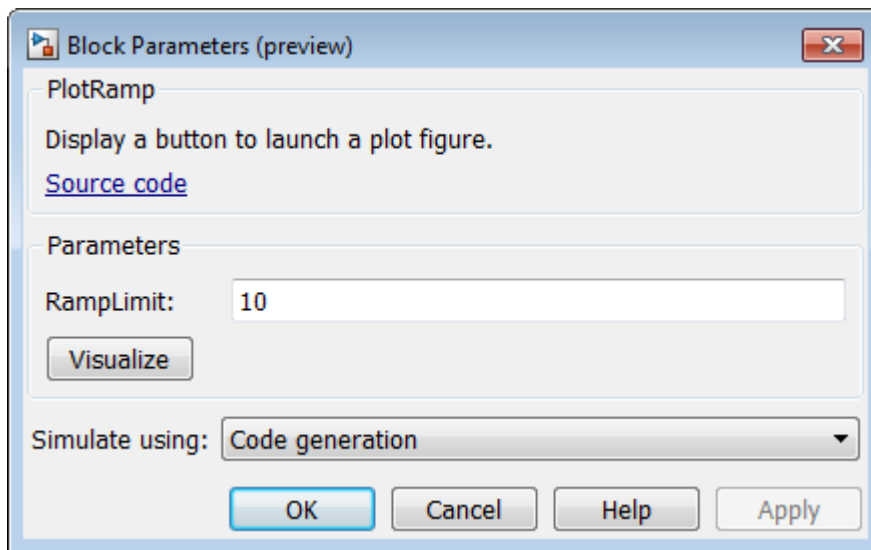 Block Parameters (preview)
PlotRamp
Display a button to launch a plot figure.
Source code
Parameters
RampLimit: 10
Visualize
Simulate using: Code generation
OK Cancel Help Apply